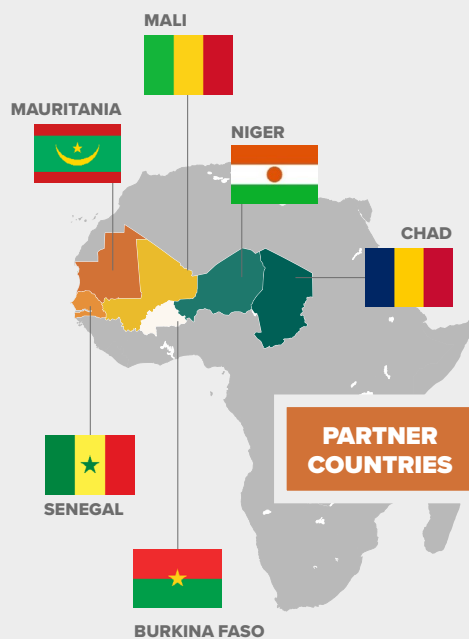 MALI
MAURITANIA
NIGER
CHAD
PARTNER
COUNTRIES
SENEGAL
BURKINA FASO